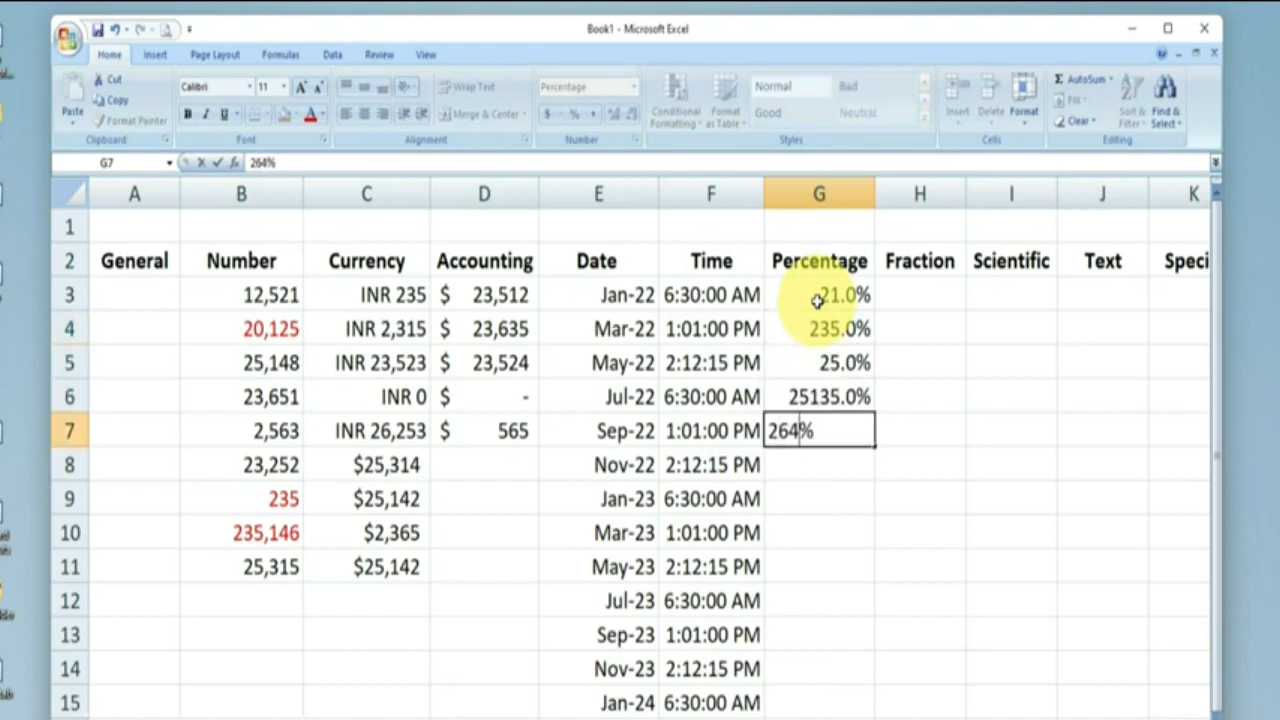 Book1 - Microsoft Excel
Home Insert Page Layout Formulas Data Review View
Paste Cut Copy Format Painter Clipboard
Calibri 11 B I U Font
Wrap Text Merge & Center Alignment
Percentage $ % , Number
Conditional Formatting Format as Table Normal Bad Good Neutral Styles
Insert Delete Format Cells
Σ AutoSum Fill Clear Sort & Filter Find & Select Editing
G7 fx 264%
A B C D E F G H I J K
1
2 General Number Currency Accounting Date Time Percentage Fraction Scientific Text Speci
3 12,521 INR 235 $ 23,512 Jan-22 6:30:00 AM 21.0%
4 20,125 INR 2,315 $ 23,635 Mar-22 1:01:00 PM 235.0%
5 25,148 INR 23,523 $ 23,524 May-22 2:12:15 PM 25.0%
6 23,651 INR 0 $ - Jul-22 6:30:00 AM 25135.0%
7 2,563 INR 26,253 $ 565 Sep-22 1:01:00 PM 264%
8 23,252 $25,314 Nov-22 2:12:15 PM
9 235 $25,142 Jan-23 6:30:00 AM
10 235,146 $2,365 Mar-23 1:01:00 PM
11 25,315 $25,142 May-23 2:12:15 PM
12 Jul-23 6:30:00 AM
13 Sep-23 1:01:00 PM
14 Nov-23 2:12:15 PM
15 Jan-24 6:30:00 AM